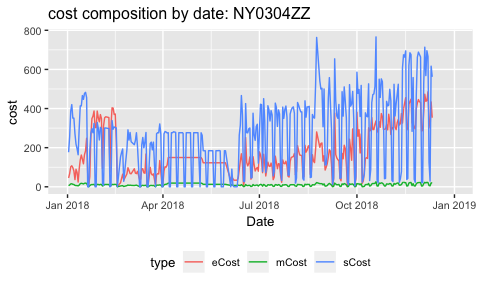 cost composition by date: NY0304ZZ
cost
800
600
400
200
0
Jan 2018 Apr 2018 Jul 2018 Oct 2018 Jan 2019
Date
type eCost mCost sCost